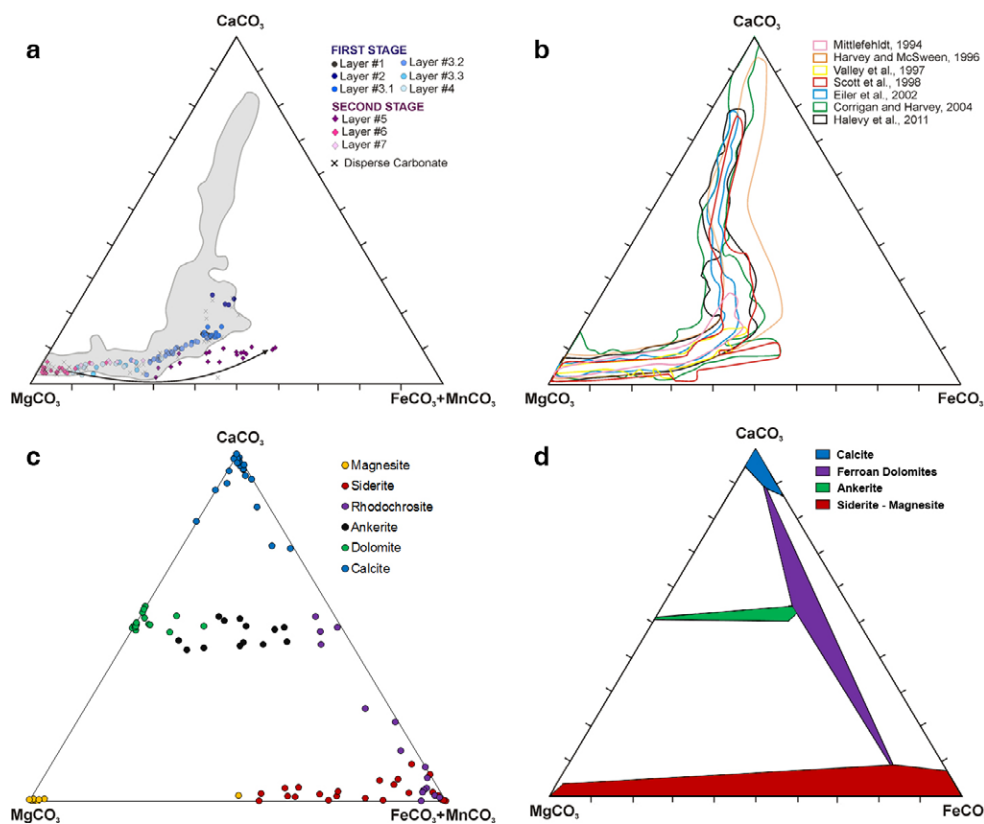 a
CaCO₃
FIRST STAGE
Layer #1
Layer #3.2
Layer #2
Layer #3.3
Layer #3.1
Layer #4
SECOND STAGE
Layer #5
Layer #6
Layer #7
Disperse Carbonate
MgCO₃
FeCO₃+MnCO₃
b
CaCO₃
Mittlefehldt, 1994
Harvey and McSween, 1996
Valley et al., 1997
Scott et al., 1998
Eiler et al., 2002
Corrigan and Harvey, 2004
Halevy et al., 2011
MgCO₃
FeCO₃
c
CaCO₃
Magnesite
Siderite
Rhodochrosite
Ankerite
Dolomite
Calcite
MgCO₃
FeCO₃+MnCO₃
d
CaCO₃
Calcite
Ferroan Dolomites
Ankerite
Siderite - Magnesite
MgCO₃
FeCO